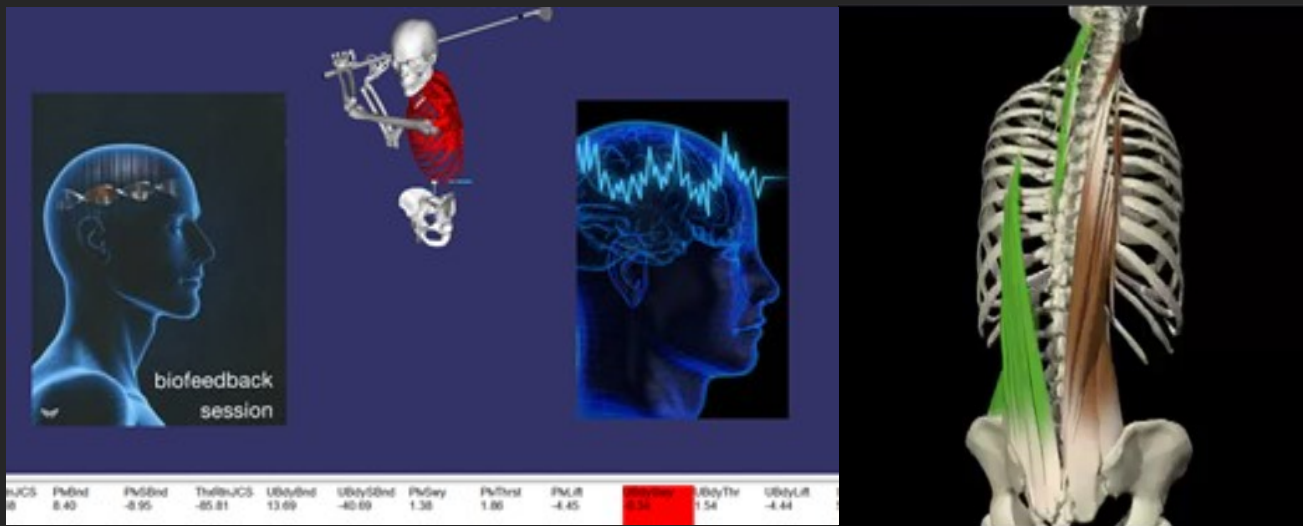 biofeedback
session
PlvBnd PlvSBnd ThxRtnJCS UBdyBnd UBdySBnd PlvSwy PlvThrst PlvLift UBdySwy UBdyThr UBdyLift
8.40 -8.95 -85.81 13.69 -40.69 1.38 1.86 -4.45 1.54 -4.44